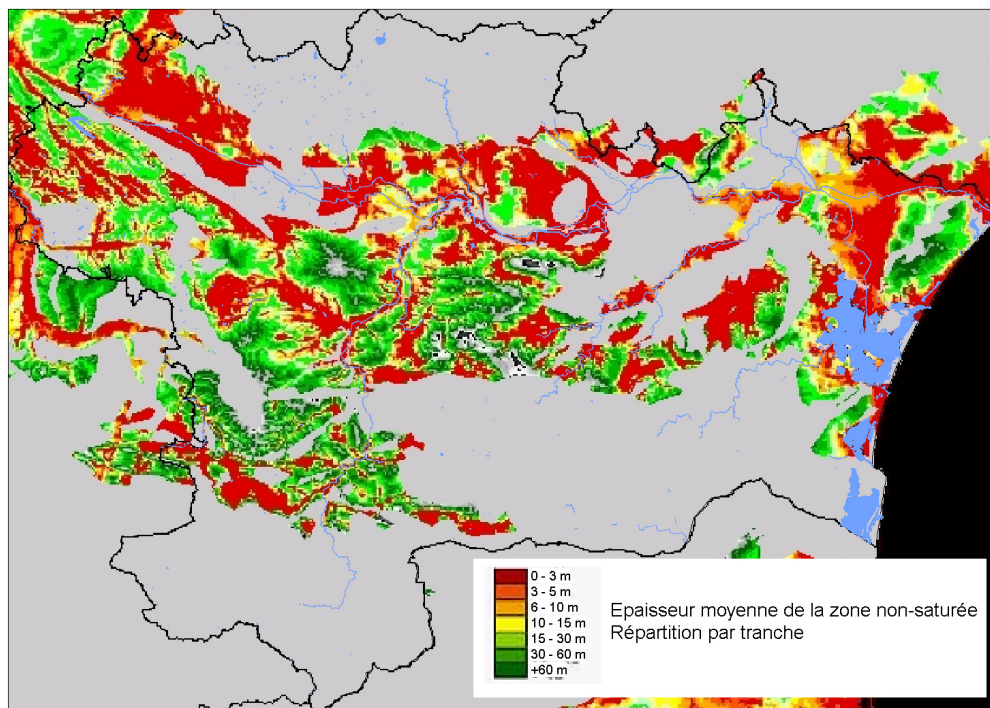 0 - 3 m
3 - 5 m
6 - 10 m
10 - 15 m
15 - 30 m
30 - 60 m
+60 m
Epaisseur moyenne de la zone non-saturée
Répartition par tranche